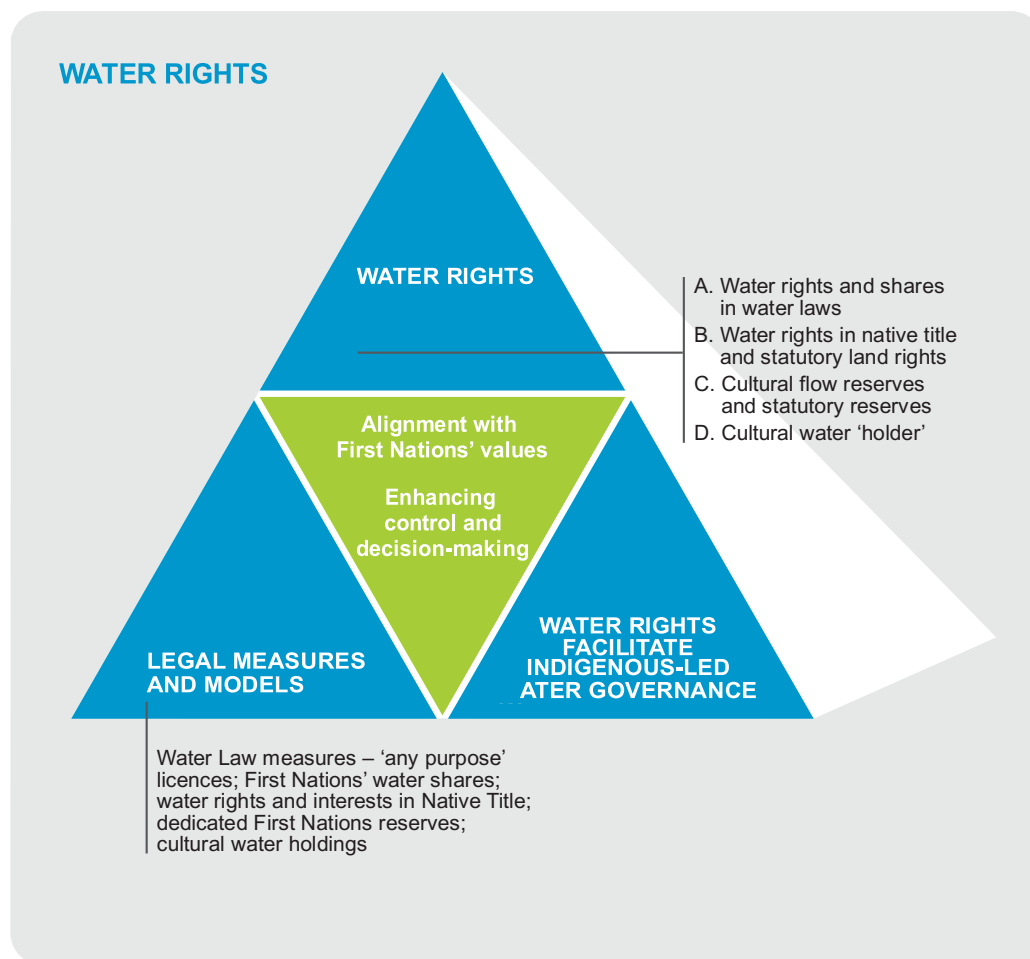 WATER RIGHTS
WATER RIGHTS
A. Water rights and shares
in water laws
B. Water rights in native title
and statutory land rights
C. Cultural flow reserves
and statutory reserves
D. Cultural water ‘holder’
Alignment with
First Nations’ values
Enhancing
control and
decision-making
LEGAL MEASURES
AND MODELS
WATER RIGHTS
FACILITATE
INDIGENOUS-LED
ATER GOVERNANCE
Water Law measures – ‘any purpose’
licences; First Nations’ water shares;
water rights and interests in Native Title;
dedicated First Nations reserves;
cultural water holdings